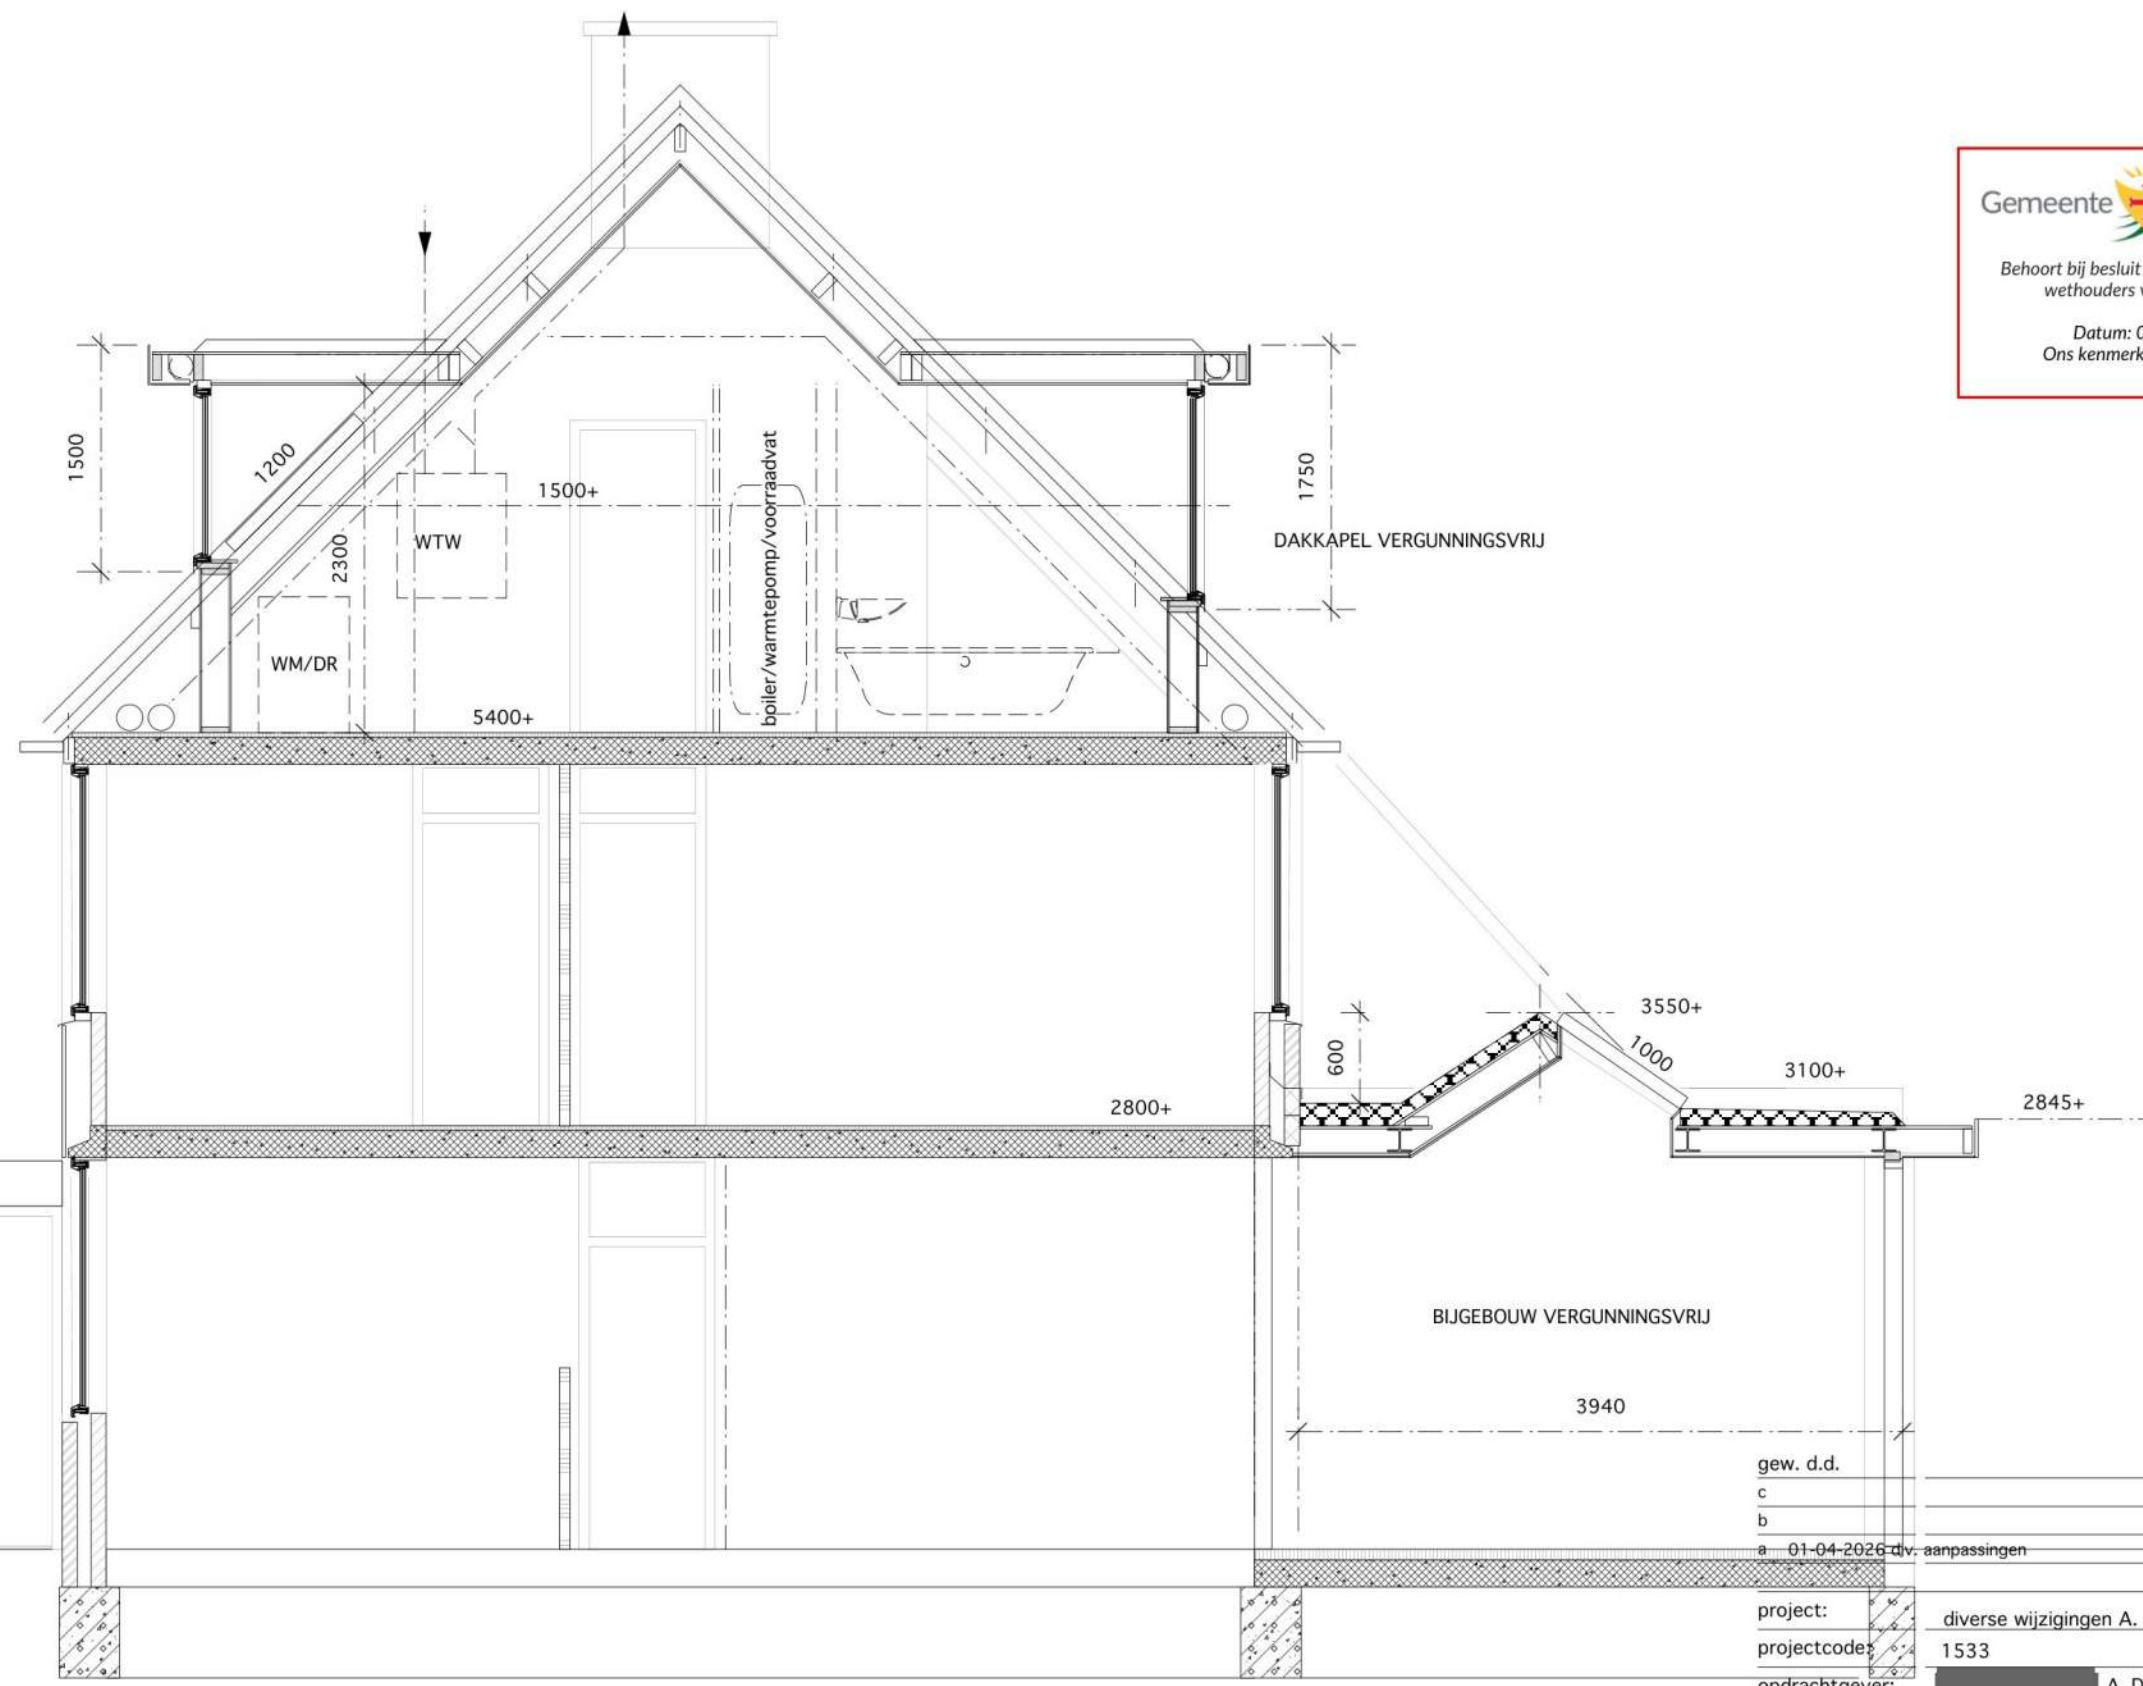 Gemeente
Behoort bij besluit
wethouders
Datum:
Ons kenmerk
1500
1200
1500+
1750
2300
WTW
DAKKAPEL VERGUNNINGSVRIJ
boiler/warmtepomp/voorraadvat
WM/DR
5400+
3550+
600
1000
3100+
2800+
2845+
BIJGEBOUW VERGUNNINGSVRIJ
3940
gew. d.d.
c
b
a 01-04-2026 div. aanpassingen
project: diverse wijzigingen A.
projectcode: 1533
opdrachtgever: A.